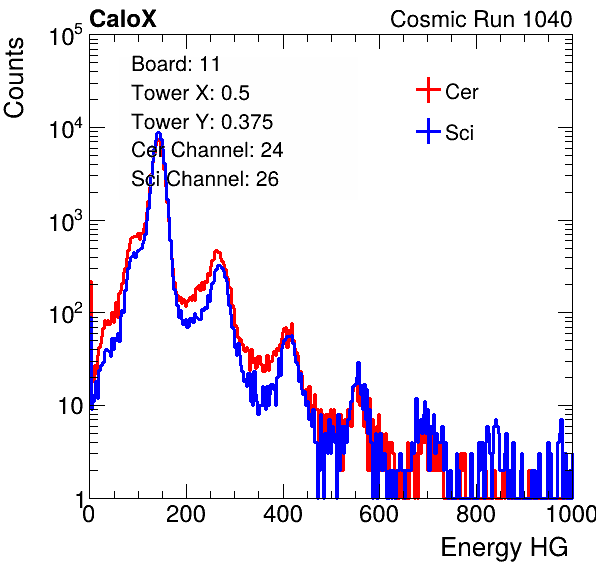 CaloX Cosmic Run 1040
Counts
Board: 11
Tower X: 0.5
Tower Y: 0.375
Cer Channel: 24
Sci Channel: 26
Cer
Sci
10^5
10^4
10^3
10^2
10
1
0 200 400 600 800 1000
Energy HG